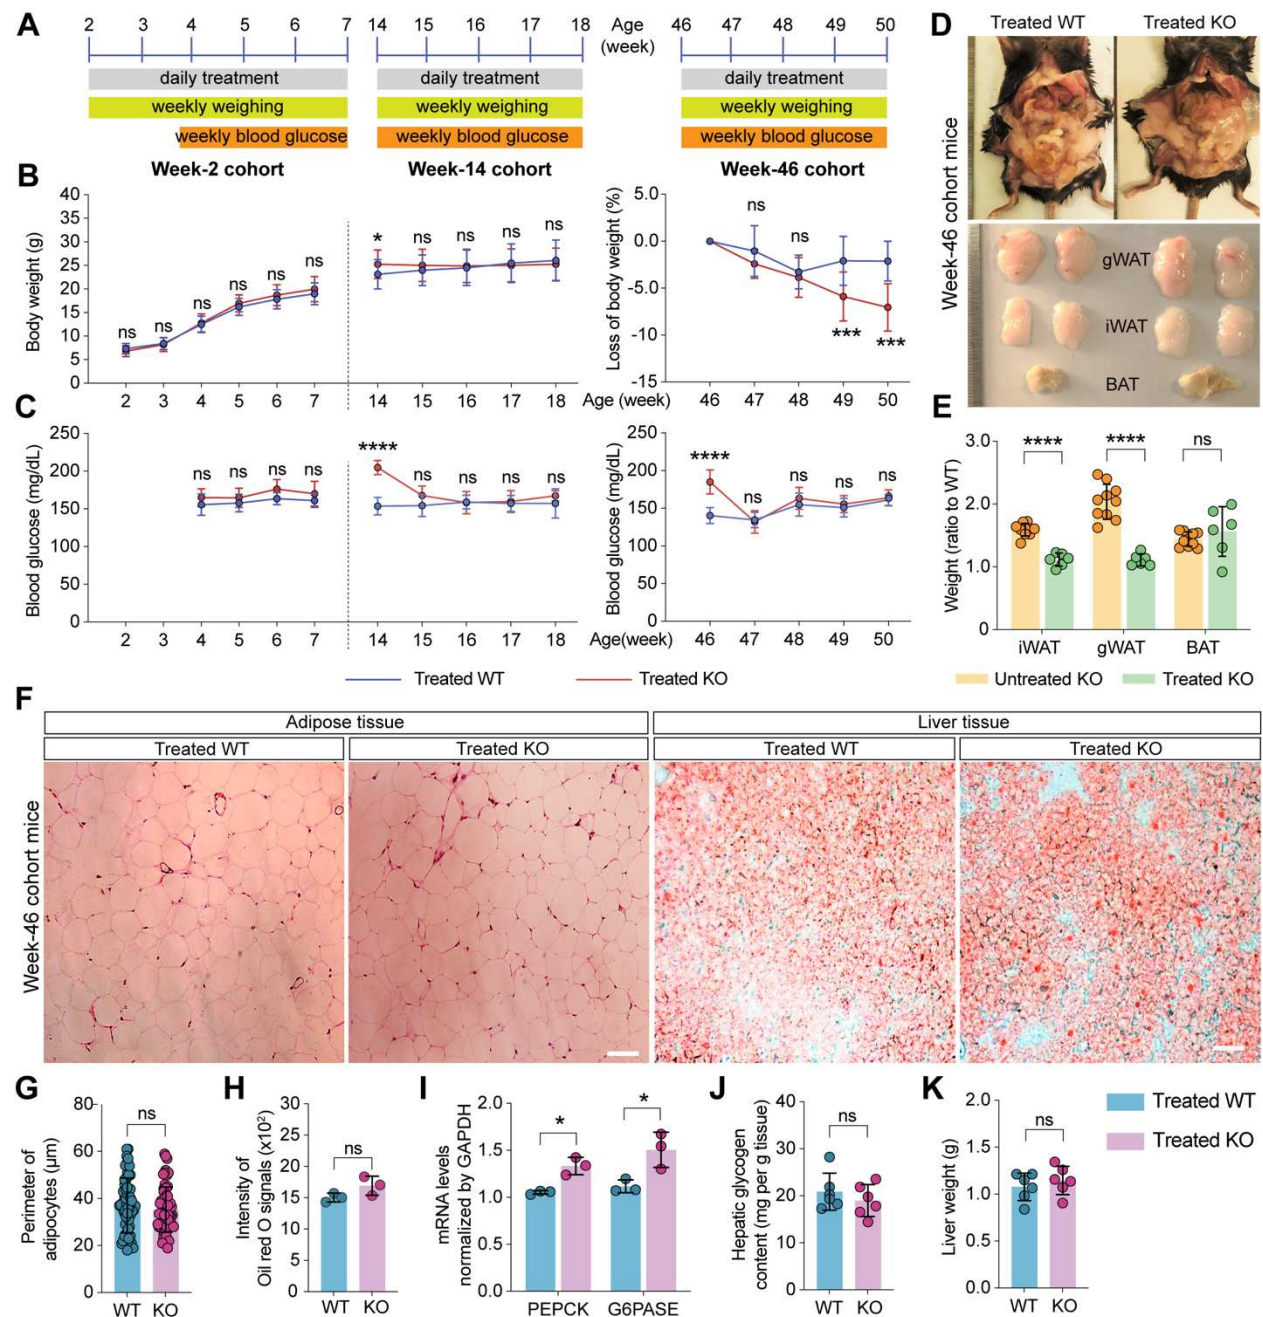 A
2 3 4 5 6 7 14 15 16 17 18 Age (week) 46 47 48 49 50
daily treatment daily treatment daily treatment
weekly weighing weekly weighing weekly weighing
weekly blood glucose weekly blood glucose weekly blood glucose
Week-2 cohort Week-14 cohort Week-46 cohort
B
Body weight (g)
40
35
30
25
20
15
10
5
0
ns ns ns ns ns ns * ns ns ns ns
2 3 4 5 6 7 14 15 16 17 18 Age (week)
Loss of body weight (%)
5.0
0.0
-5.0
-10.0
-15
ns ns *** ***
46 47 48 49 50
C
Blood glucose (mg/dL)
250
200
150
100
50
0
ns ns ns ns **** ns ns ns ns
2 3 4 5 6 7 14 15 16 17 18 Age(week)
Blood glucose (mg/dL)
250
200
150
100
50
0
**** ns ns ns ns
46 47 48 49 50
Treated WT Treated KO
D
Treated WT Treated KO
Week-46 cohort mice
gWAT
iWAT
BAT
E
Weight (ratio to WT)
3.0
2.0
1.0
0
**** **** ns
iWAT gWAT BAT
Untreated KO Treated KO
F
Adipose tissue Liver tissue
Treated WT Treated KO Treated WT Treated KO
Week-46 cohort mice
G
Perimeter of
adipocytes (μm)
80
60
40
20
0
ns
WT KO
H
Intensity of
Oil red O signals (x10²)
30
25
20
15
10
5
0
ns
WT KO
I
mRNA levels
normalized by GAPDH
2.0
1.5
1.0
0.5
0.0
* *
PEPCK G6PASE
J
Hepatic glycogen
content (mg per g tissue)
40
30
20
10
0
ns
WT KO
K
Liver weight (g)
2.0
1.5
1.0
0.5
0.0
ns
WT KO
Treated WT
Treated KO